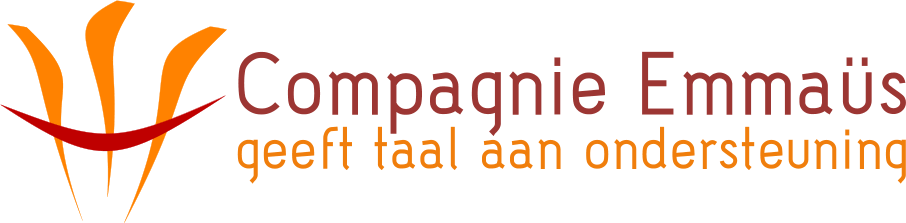 Compagnie Emmaüs
geeft taal aan ondersteuning